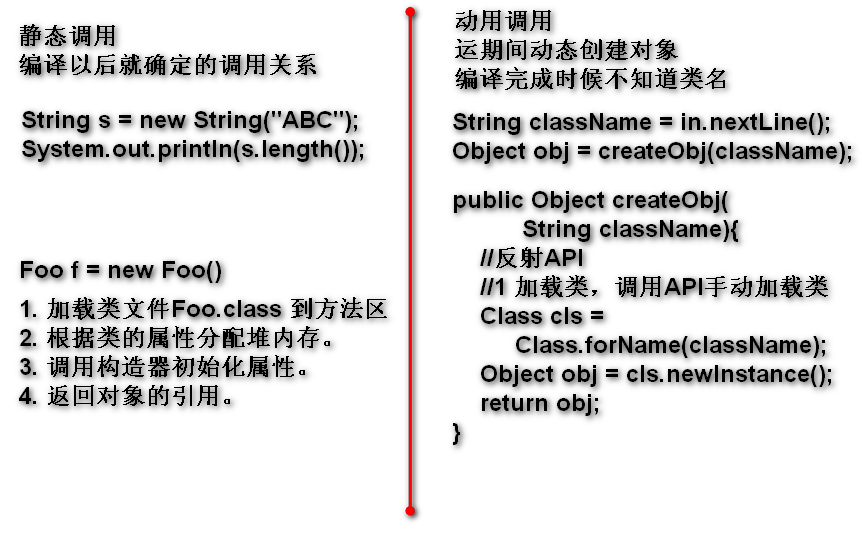 静态调用
编译以后就确定的调用关系
String s = new String("ABC");
System.out.println(s.length());
Foo f = new Foo()
1. 加载类文件Foo.class 到方法区
2. 根据类的属性分配堆内存。
3. 调用构造器初始化属性。
4. 返回对象的引用。
动用调用
运期间动态创建对象
编译完成时候不知道类名
String className = in.nextLine();
Object obj = createObj(className);
public Object createObj(
String className){
//反射API
//1 加载类，调用API手动加载类
Class cls =
Class.forName(className);
Object obj = cls.newInstance();
return obj;
}